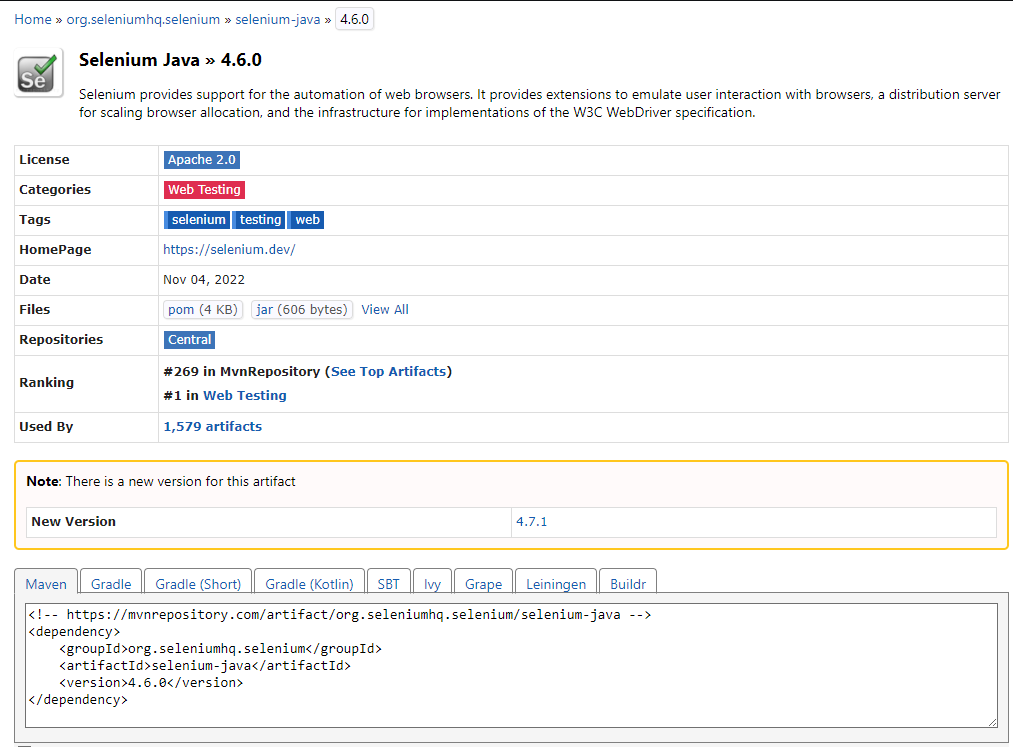 Home » org.seleniumhq.selenium » selenium-java » 4.6.0
Se
Selenium Java » 4.6.0
Selenium provides support for the automation of web browsers. It provides extensions to emulate user interaction with browsers, a distribution server
for scaling browser allocation, and the infrastructure for implementations of the W3C WebDriver specification.
License Apache 2.0
Categories Web Testing
Tags selenium testing web
HomePage https://selenium.dev/
Date Nov 04, 2022
Files pom (4 KB) jar (606 bytes) View All
Repositories Central
Ranking #269 in MvnRepository (See Top Artifacts)
#1 in Web Testing
Used By 1,579 artifacts
Note: There is a new version for this artifact
New Version 4.7.1
Maven Gradle Gradle (Short) Gradle (Kotlin) SBT Ivy Grape Leiningen Buildr
<!-- https://mvnrepository.com/artifact/org.seleniumhq.selenium/selenium-java -->
<dependency>
    <groupId>org.seleniumhq.selenium</groupId>
    <artifactId>selenium-java</artifactId>
    <version>4.6.0</version>
</dependency>